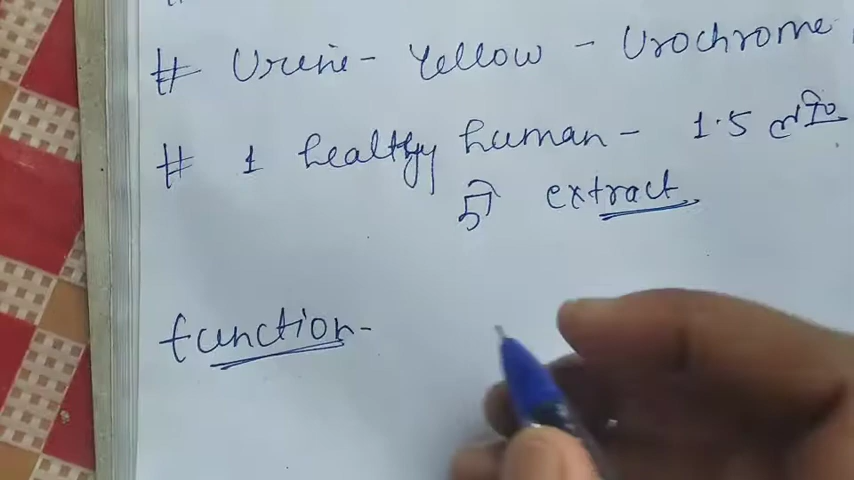 # Urine - Yellow - Urochrome
# 1 healthy human - 1.5
extract
function -